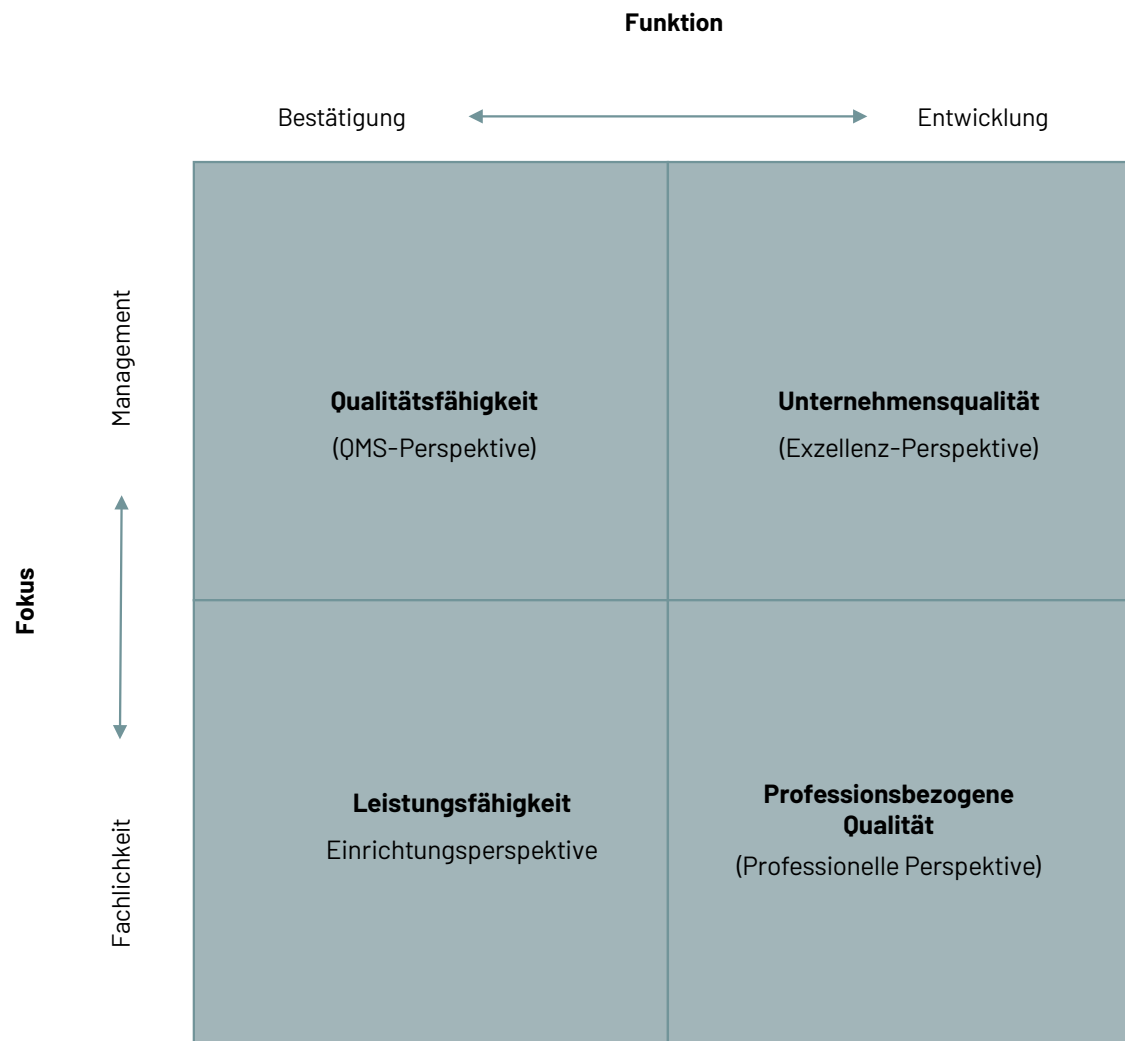 Funktion
Bestätigung
Entwicklung
Management
Fokus
Fachlichkeit
Qualitätsfähigkeit
(QMS-Perspektive)
Unternehmensqualität
(Exzellenz-Perspektive)
Leistungsfähigkeit
Einrichtungsperspektive
Professionsbezogene
Qualität
(Professionelle Perspektive)